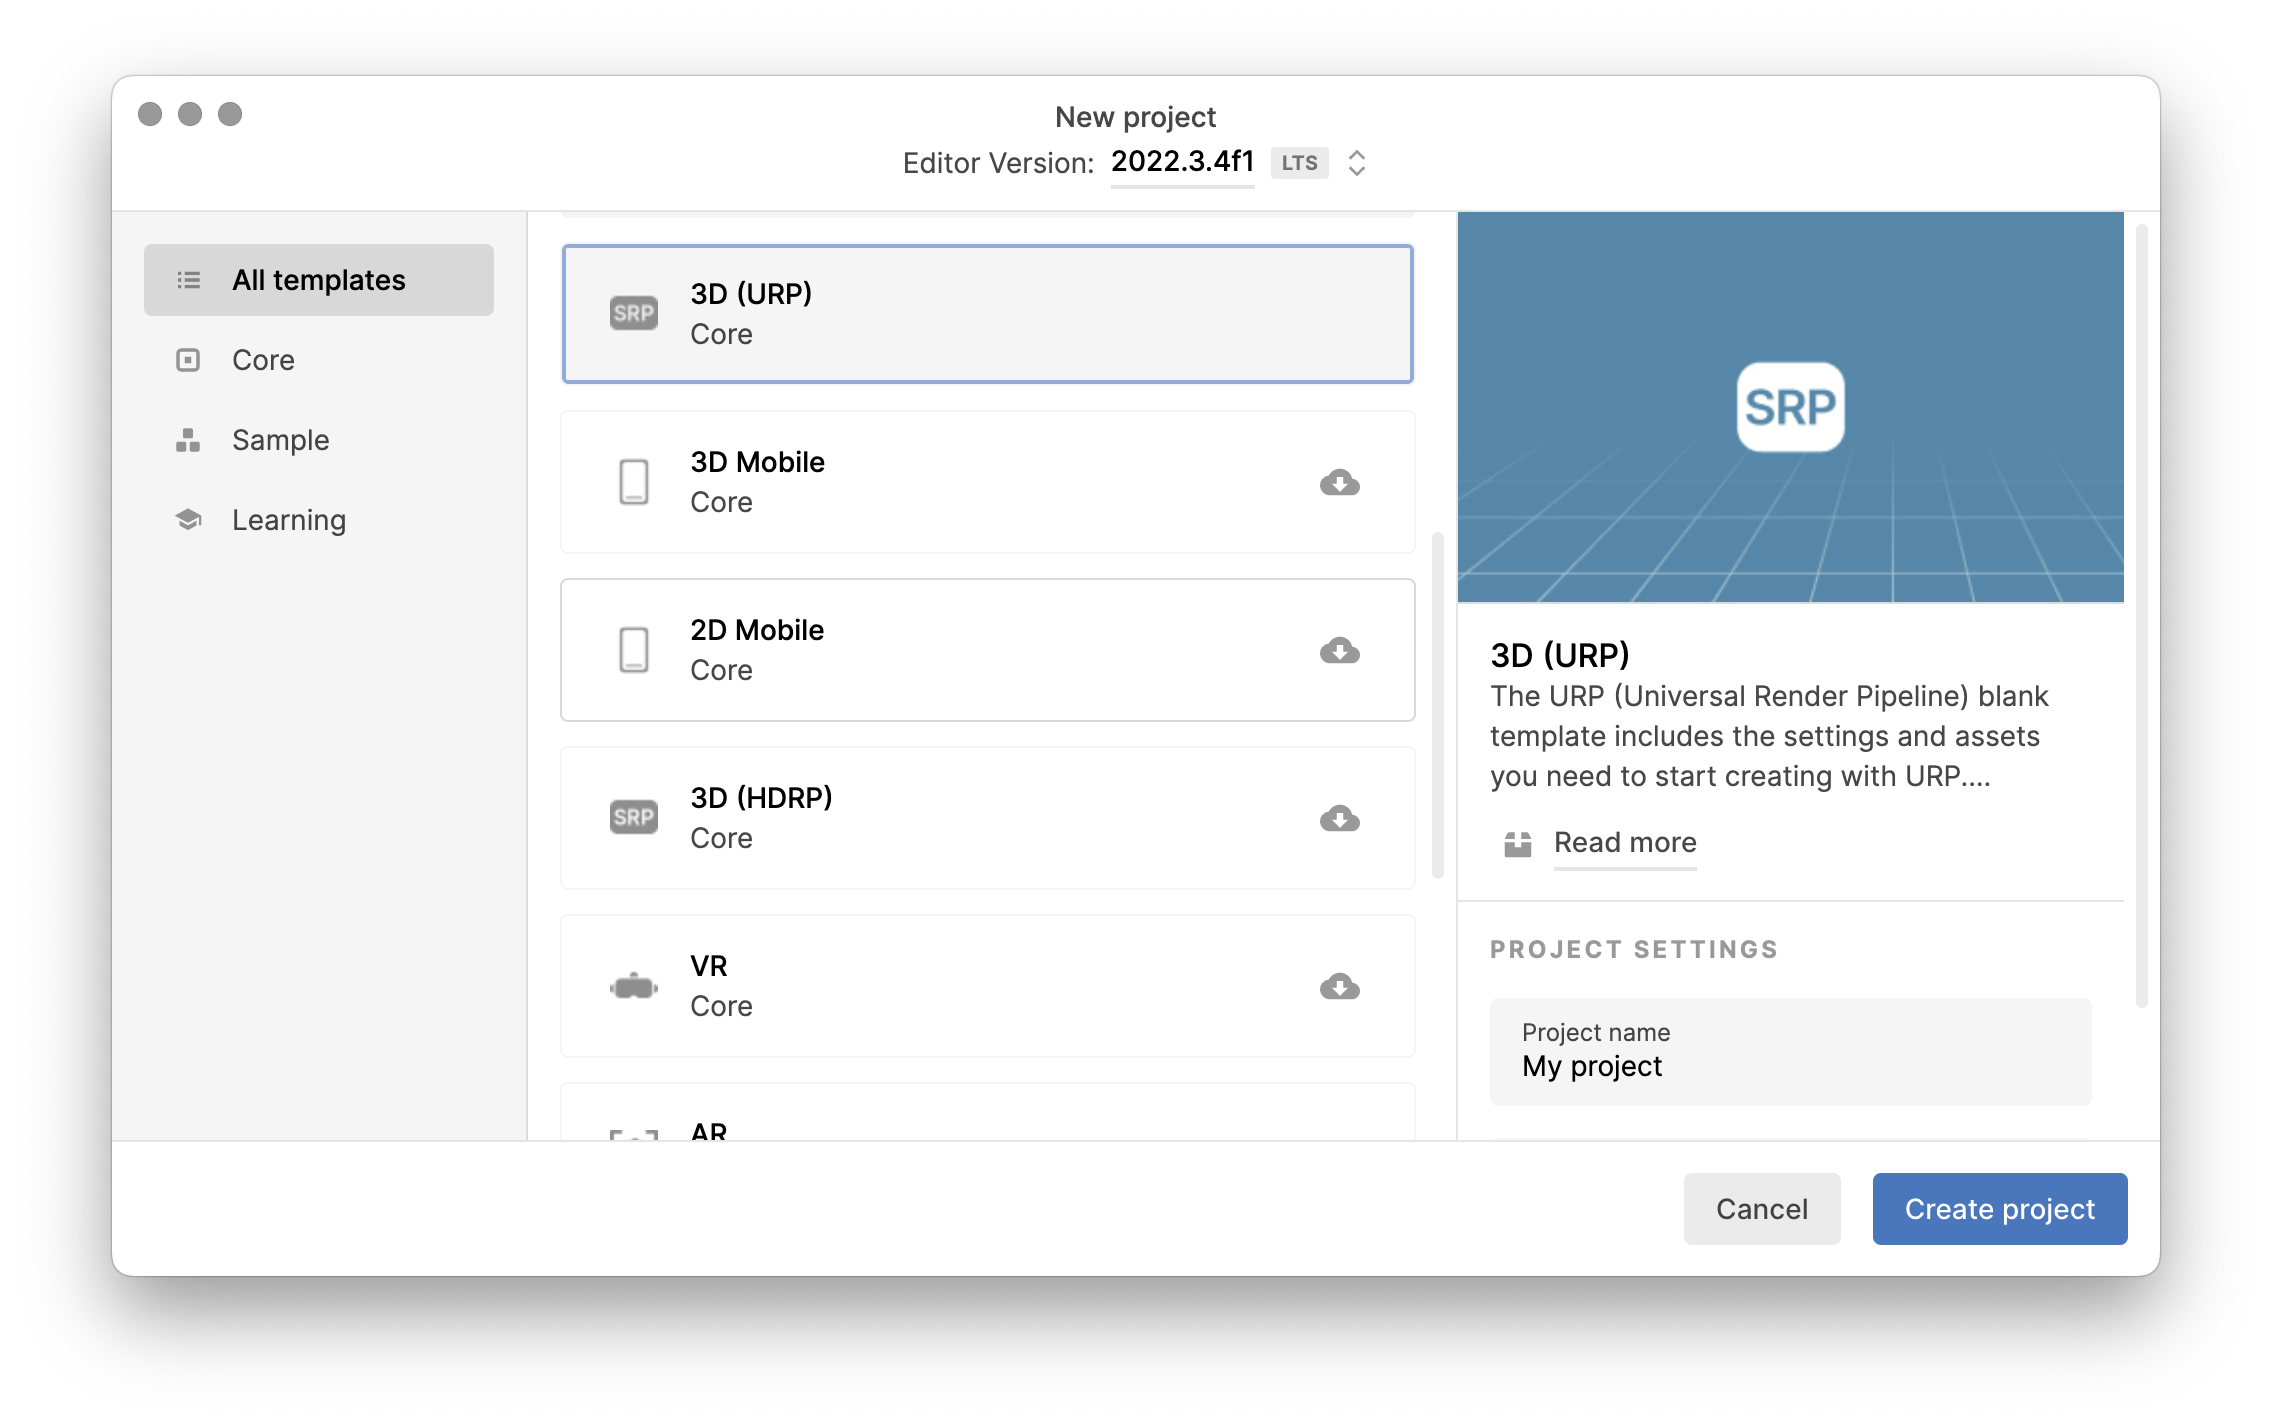 New project
Editor Version: 2022.3.4f1 LTS
All templates
Core
Sample
Learning
SRP
3D (URP)
Core
3D Mobile
Core
2D Mobile
Core
SRP
3D (HDRP)
Core
VR
Core
AR
SRP
3D (URP)
The URP (Universal Render Pipeline) blank
template includes the settings and assets
you need to start creating with URP....
Read more
PROJECT SETTINGS
Project name
My project
Cancel
Create project